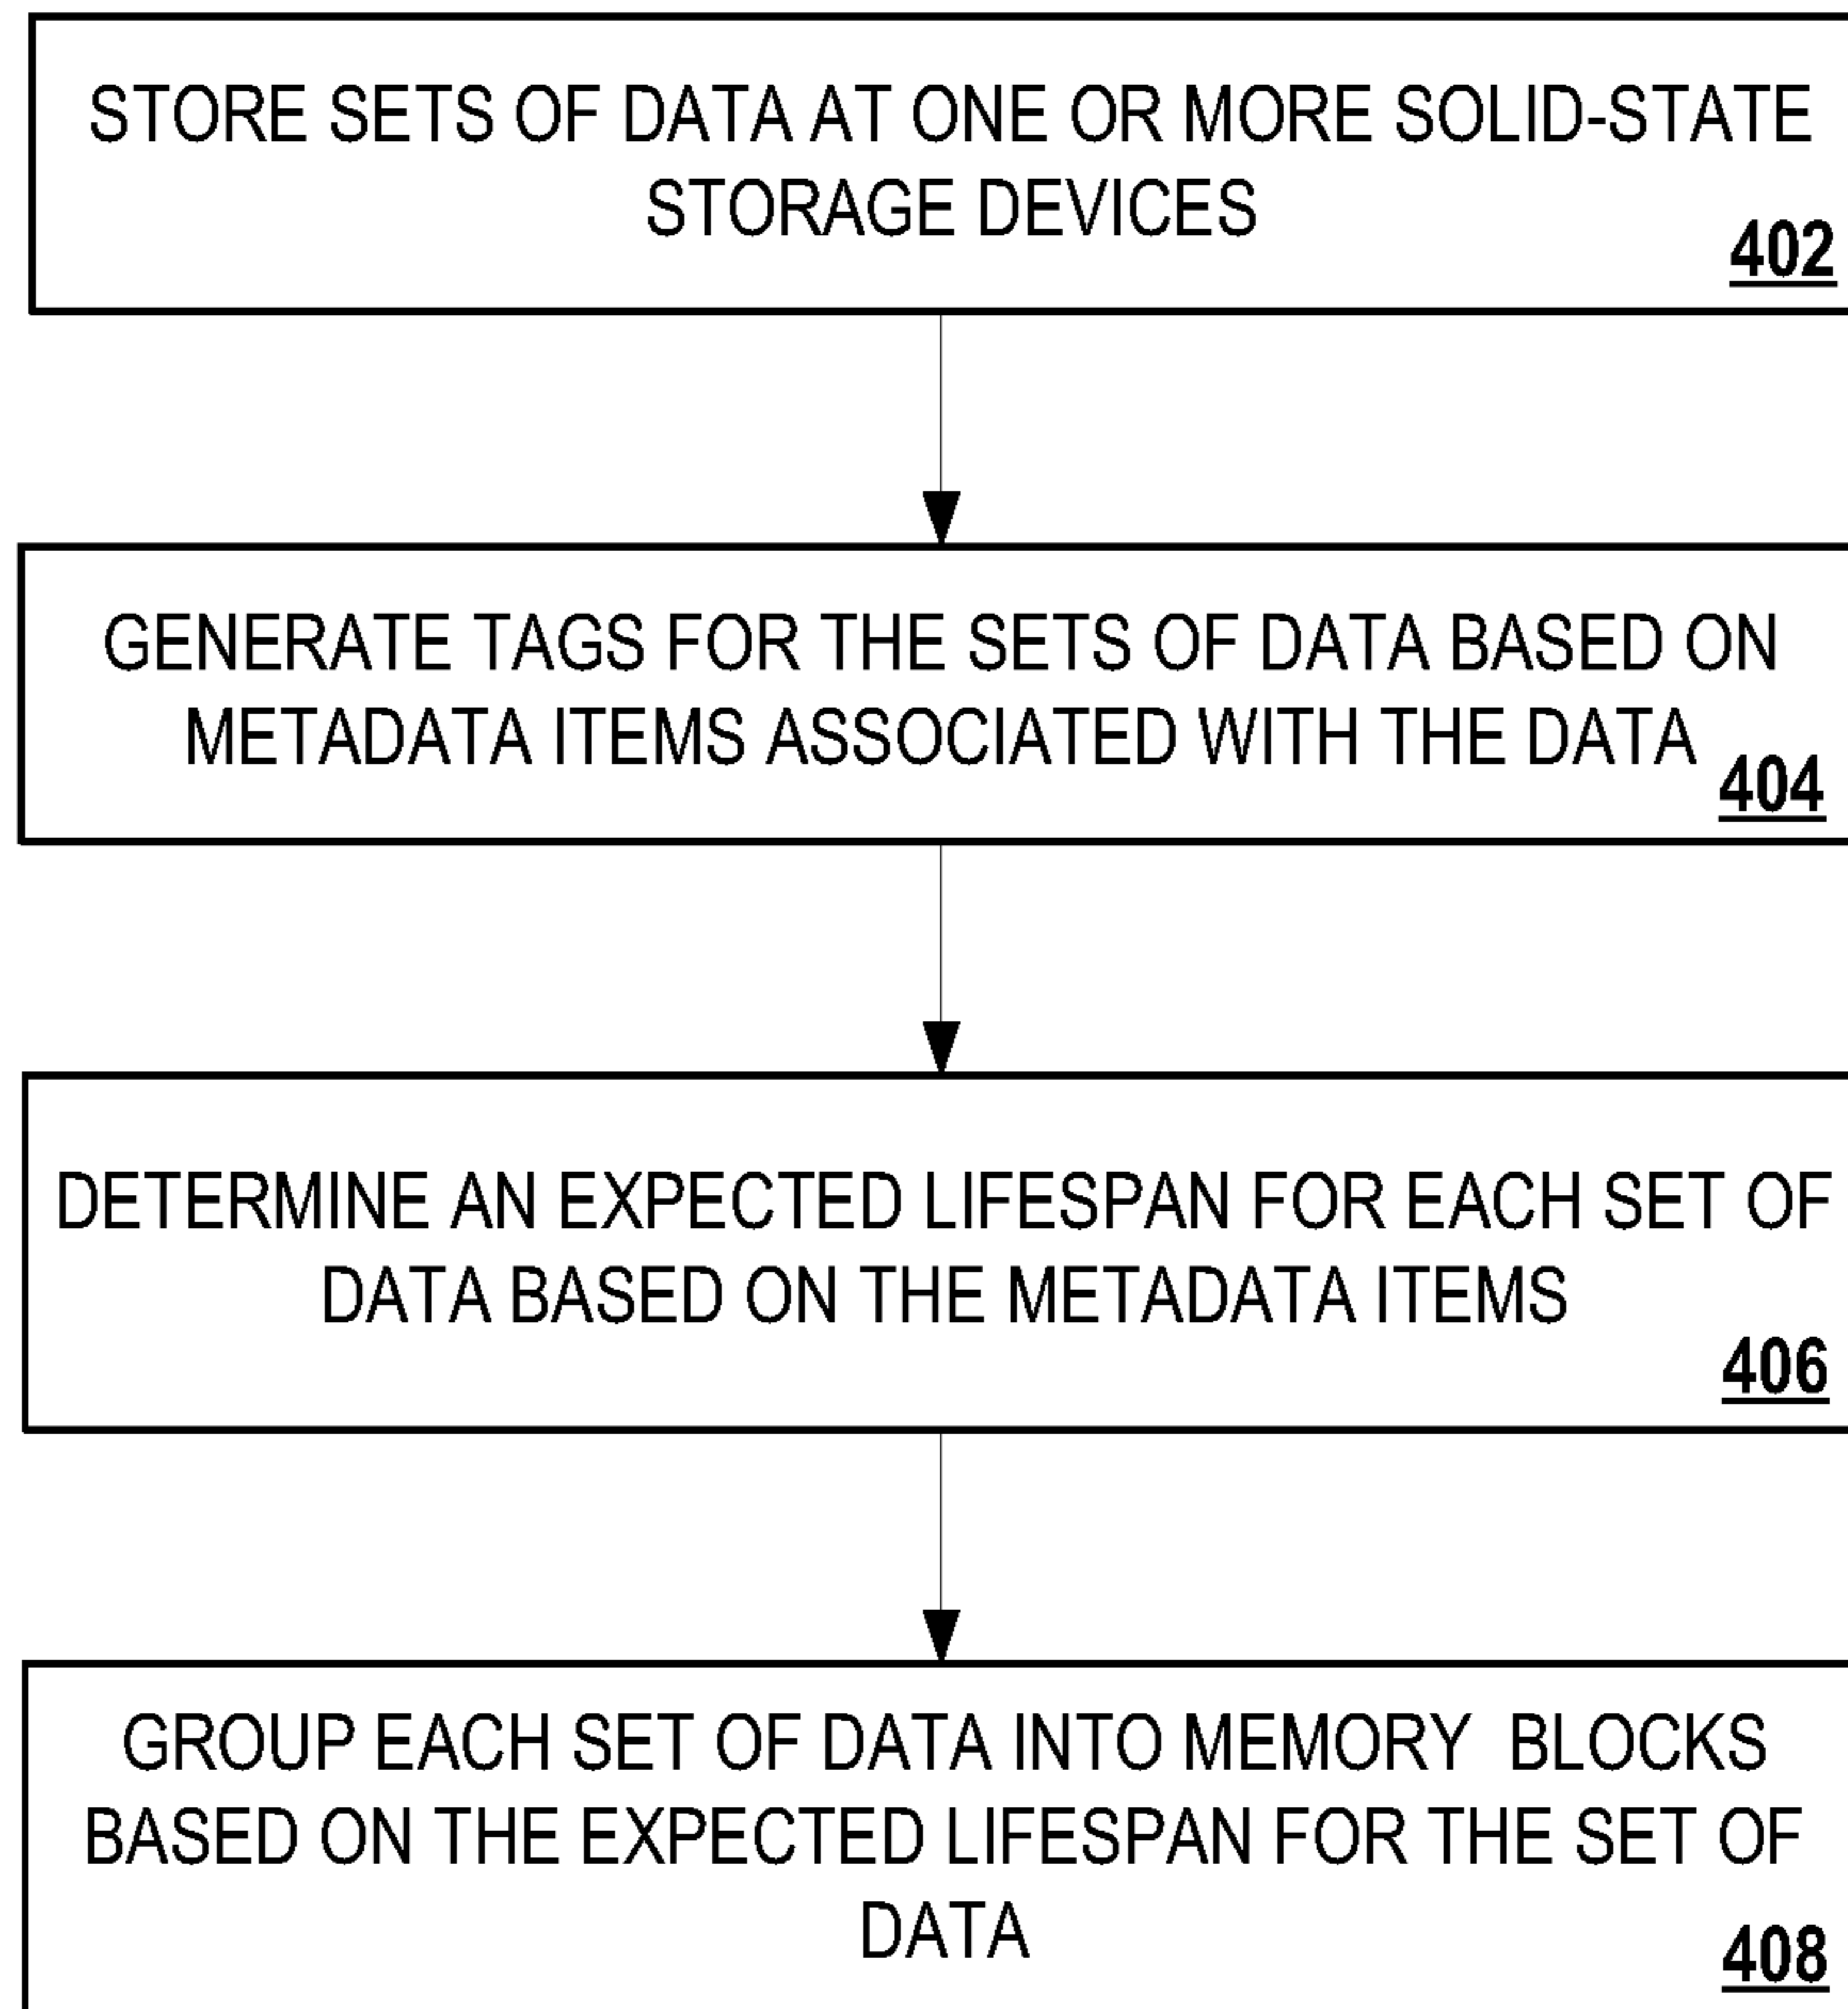 STORE SETS OF DATA AT ONE OR MORE SOLID-STATE
STORAGE DEVICES
402
GENERATE TAGS FOR THE SETS OF DATA BASED ON
METADATA ITEMS ASSOCIATED WITH THE DATA
404
DETERMINE AN EXPECTED LIFESPAN FOR EACH SET OF
DATA BASED ON THE METADATA ITEMS
406
GROUP EACH SET OF DATA INTO MEMORY BLOCKS
BASED ON THE EXPECTED LIFESPAN FOR THE SET OF
DATA
408